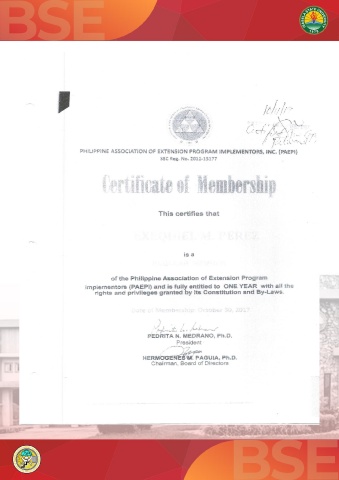 BSE
PHILIPPINE ASSOCIATION OF EXTENSION PROGRAM IMPLEMENTORS, INC. (PAEPI)
SEC Reg. No. 2011-13177
Certificate of Membership
This certifies that
is a
of the Philippine Association of Extension Program
Implementors (PAEPI) and is fully entitled to ONE YEAR with all the
rights and privileges granted by its Constitution and By-Laws.
PEDRITA N. MEDRANO, Ph.D.
President
HERMOGENES M. PAGUIA, Ph.D.
Chairman, Board of Directors
BSE